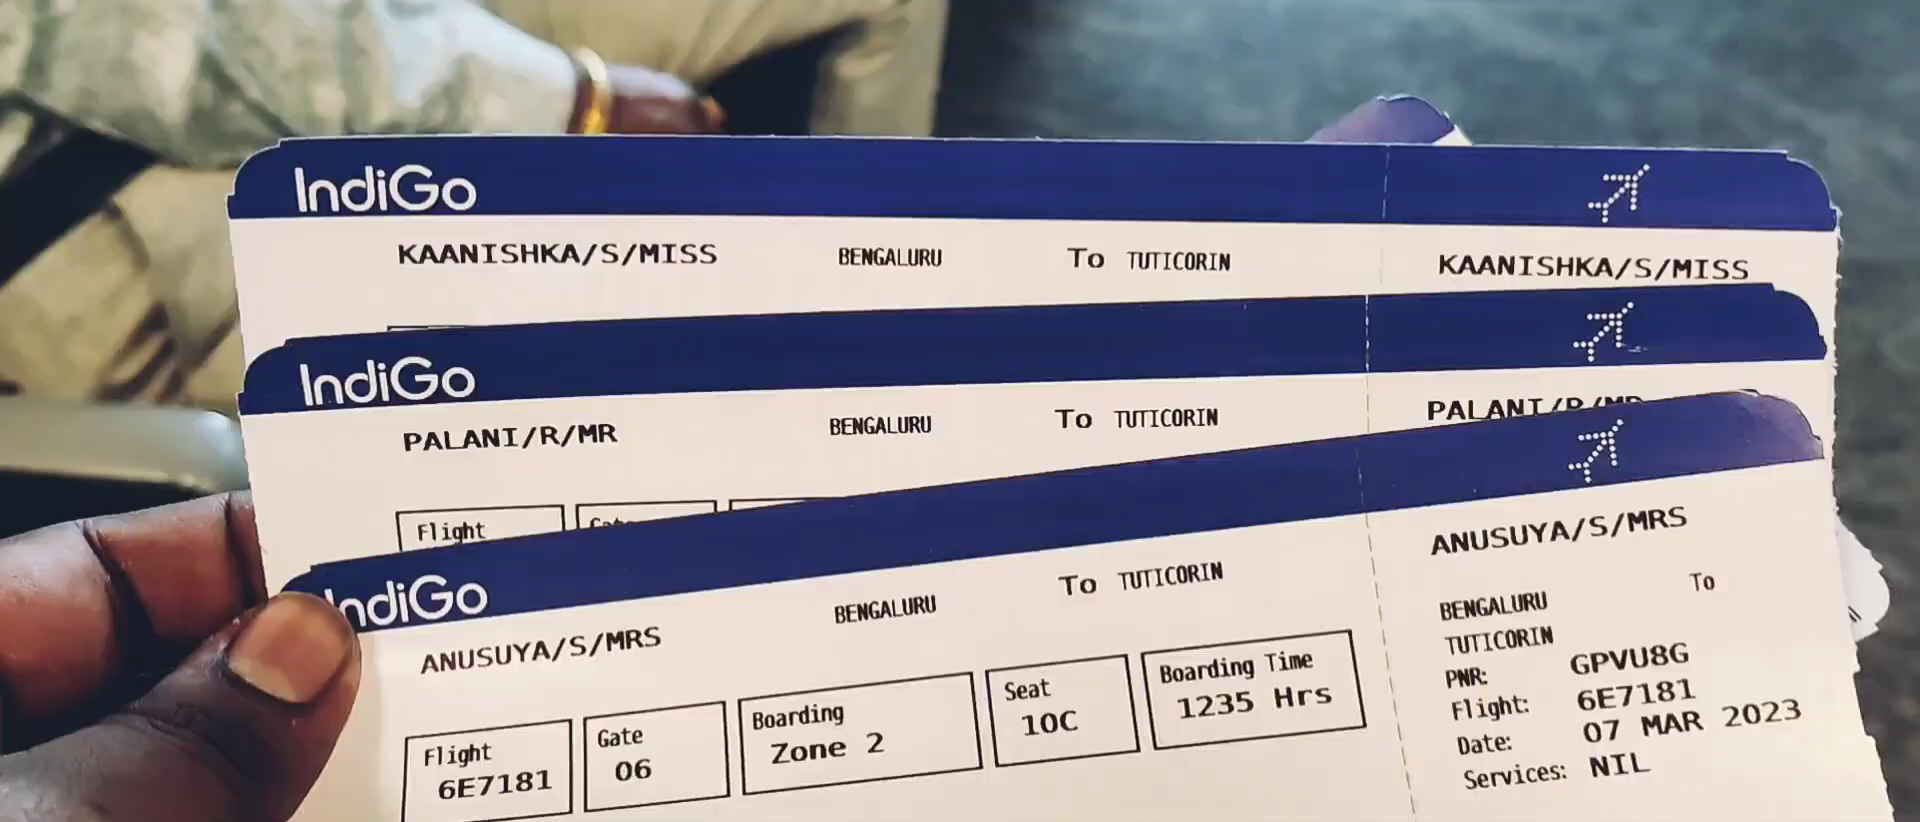 IndiGo
KAANISHKA/S/MISS BENGALURU To TUTICORIN KAANISHKA/S/MISS
IndiGo
PALANI/R/MR BENGALURU To TUTICORIN PALANI/R/MR
Flight
IndiGo
ANUSUYA/S/MRS BENGALURU To TUTICORIN
Flight Gate Boarding Seat Boarding Time
6E7181 06 Zone 2 10C 1235 Hrs
ANUSUYA/S/MRS
BENGALURU To
TUTICORIN
PNR: GPVU8G
Flight: 6E7181
Date: 07 MAR 2023
Services: NIL